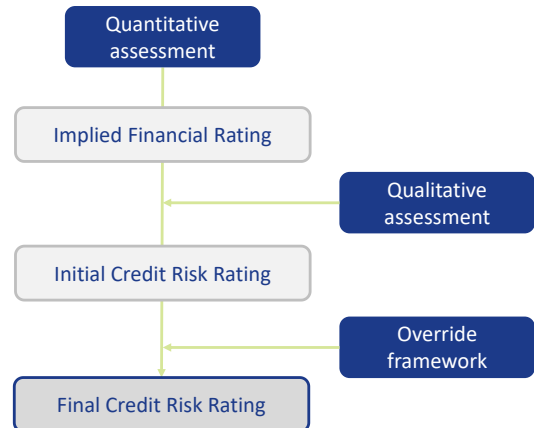 Quantitative
assessment
Implied Financial Rating
Qualitative
assessment
Initial Credit Risk Rating
Override
framework
Final Credit Risk Rating